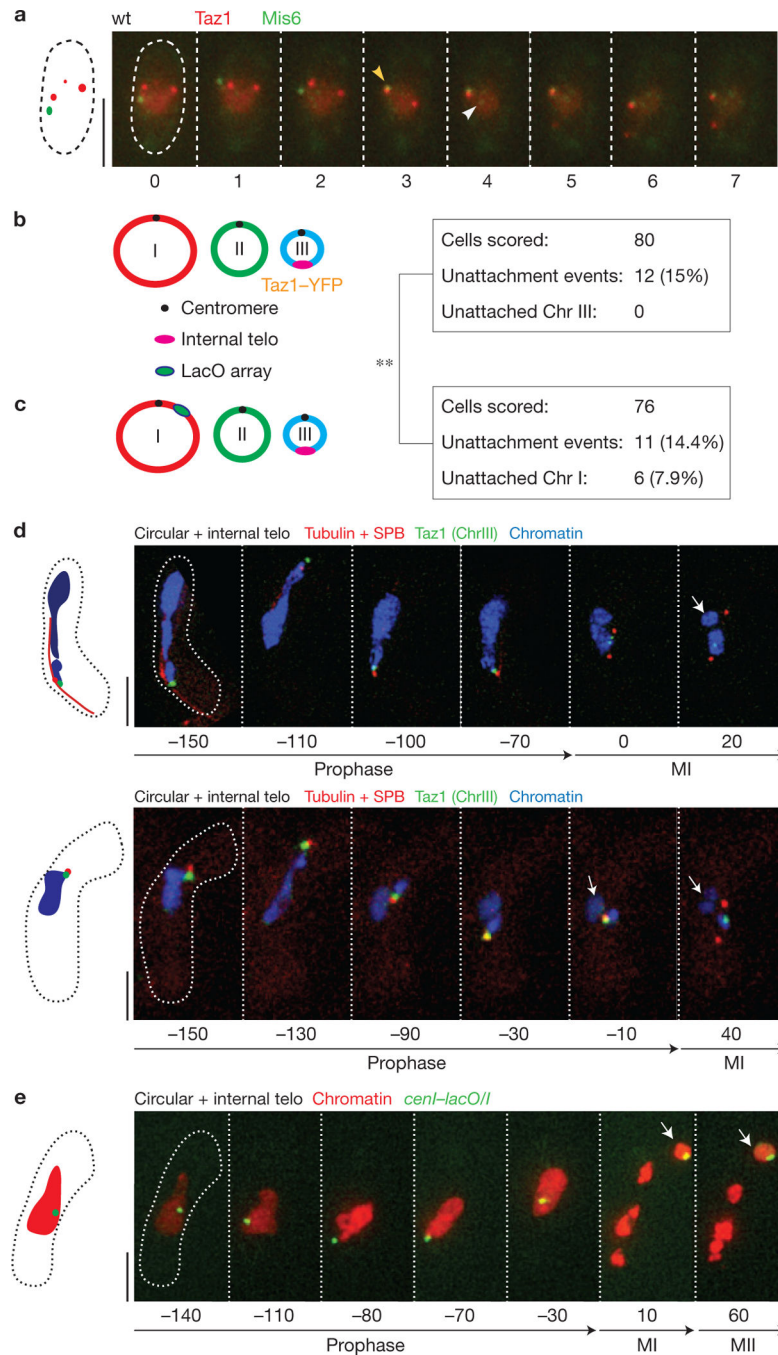 a wt Taz1 Mis6
0 1 2 3 4 5 6 7
b
I II III
Taz1–YFP
Centromere
Internal telo
LacO array
Cells scored: 80
Unattachment events: 12 (15%)
Unattached Chr III: 0
**
c
I II III
Cells scored: 76
Unattachment events: 11 (14.4%)
Unattached Chr I: 6 (7.9%)
d Circular + internal telo Tubulin + SPB Taz1 (ChrIII) Chromatin
–150 –110 –100 –70 0 20
Prophase MI
Circular + internal telo Tubulin + SPB Taz1 (ChrIII) Chromatin
–150 –130 –90 –30 –10 40
Prophase MI
e Circular + internal telo Chromatin cenI–lacO/I
–140 –110 –80 –70 –30 10 60
Prophase MI MII